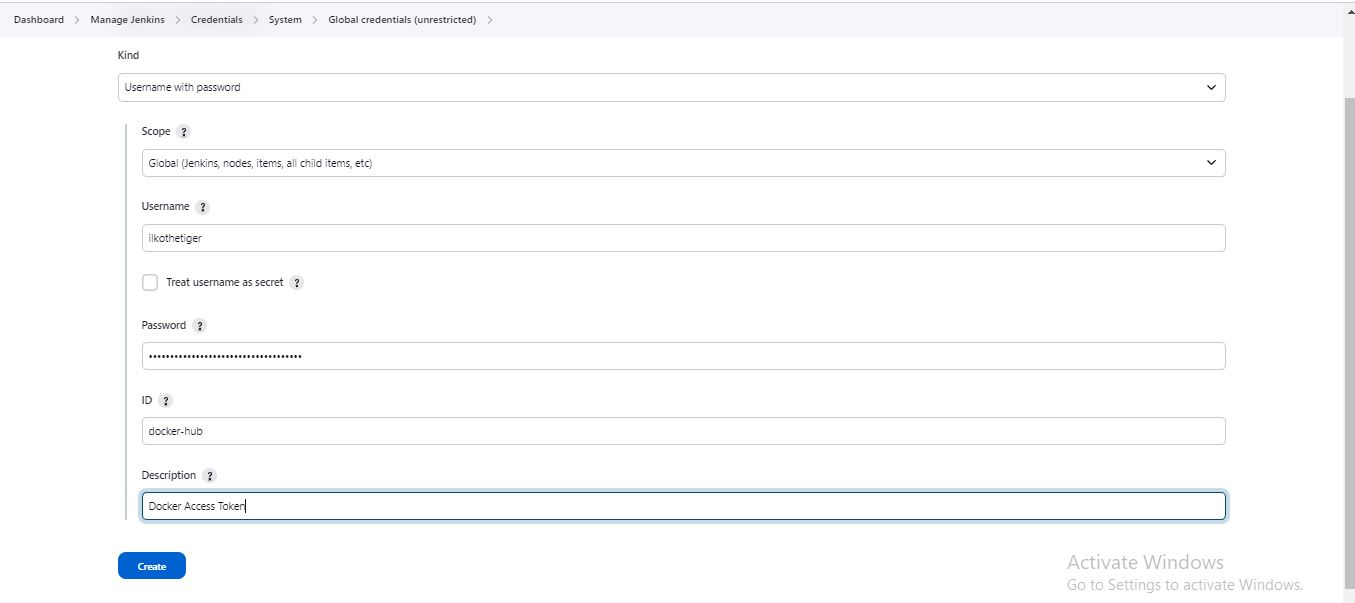 Dashboard > Manage Jenkins > Credentials > System > Global credentials (unrestricted) >
Kind
Username with password
Scope ?
Global (Jenkins, nodes, items, all child items, etc)
Username ?
ilkothetiger
Treat username as secret ?
Password ?
••••••••••••••••••••••••••••••••••••
ID ?
docker-hub
Description ?
Docker Access Token
Create
Activate Windows
Go to Settings to activate Windows.